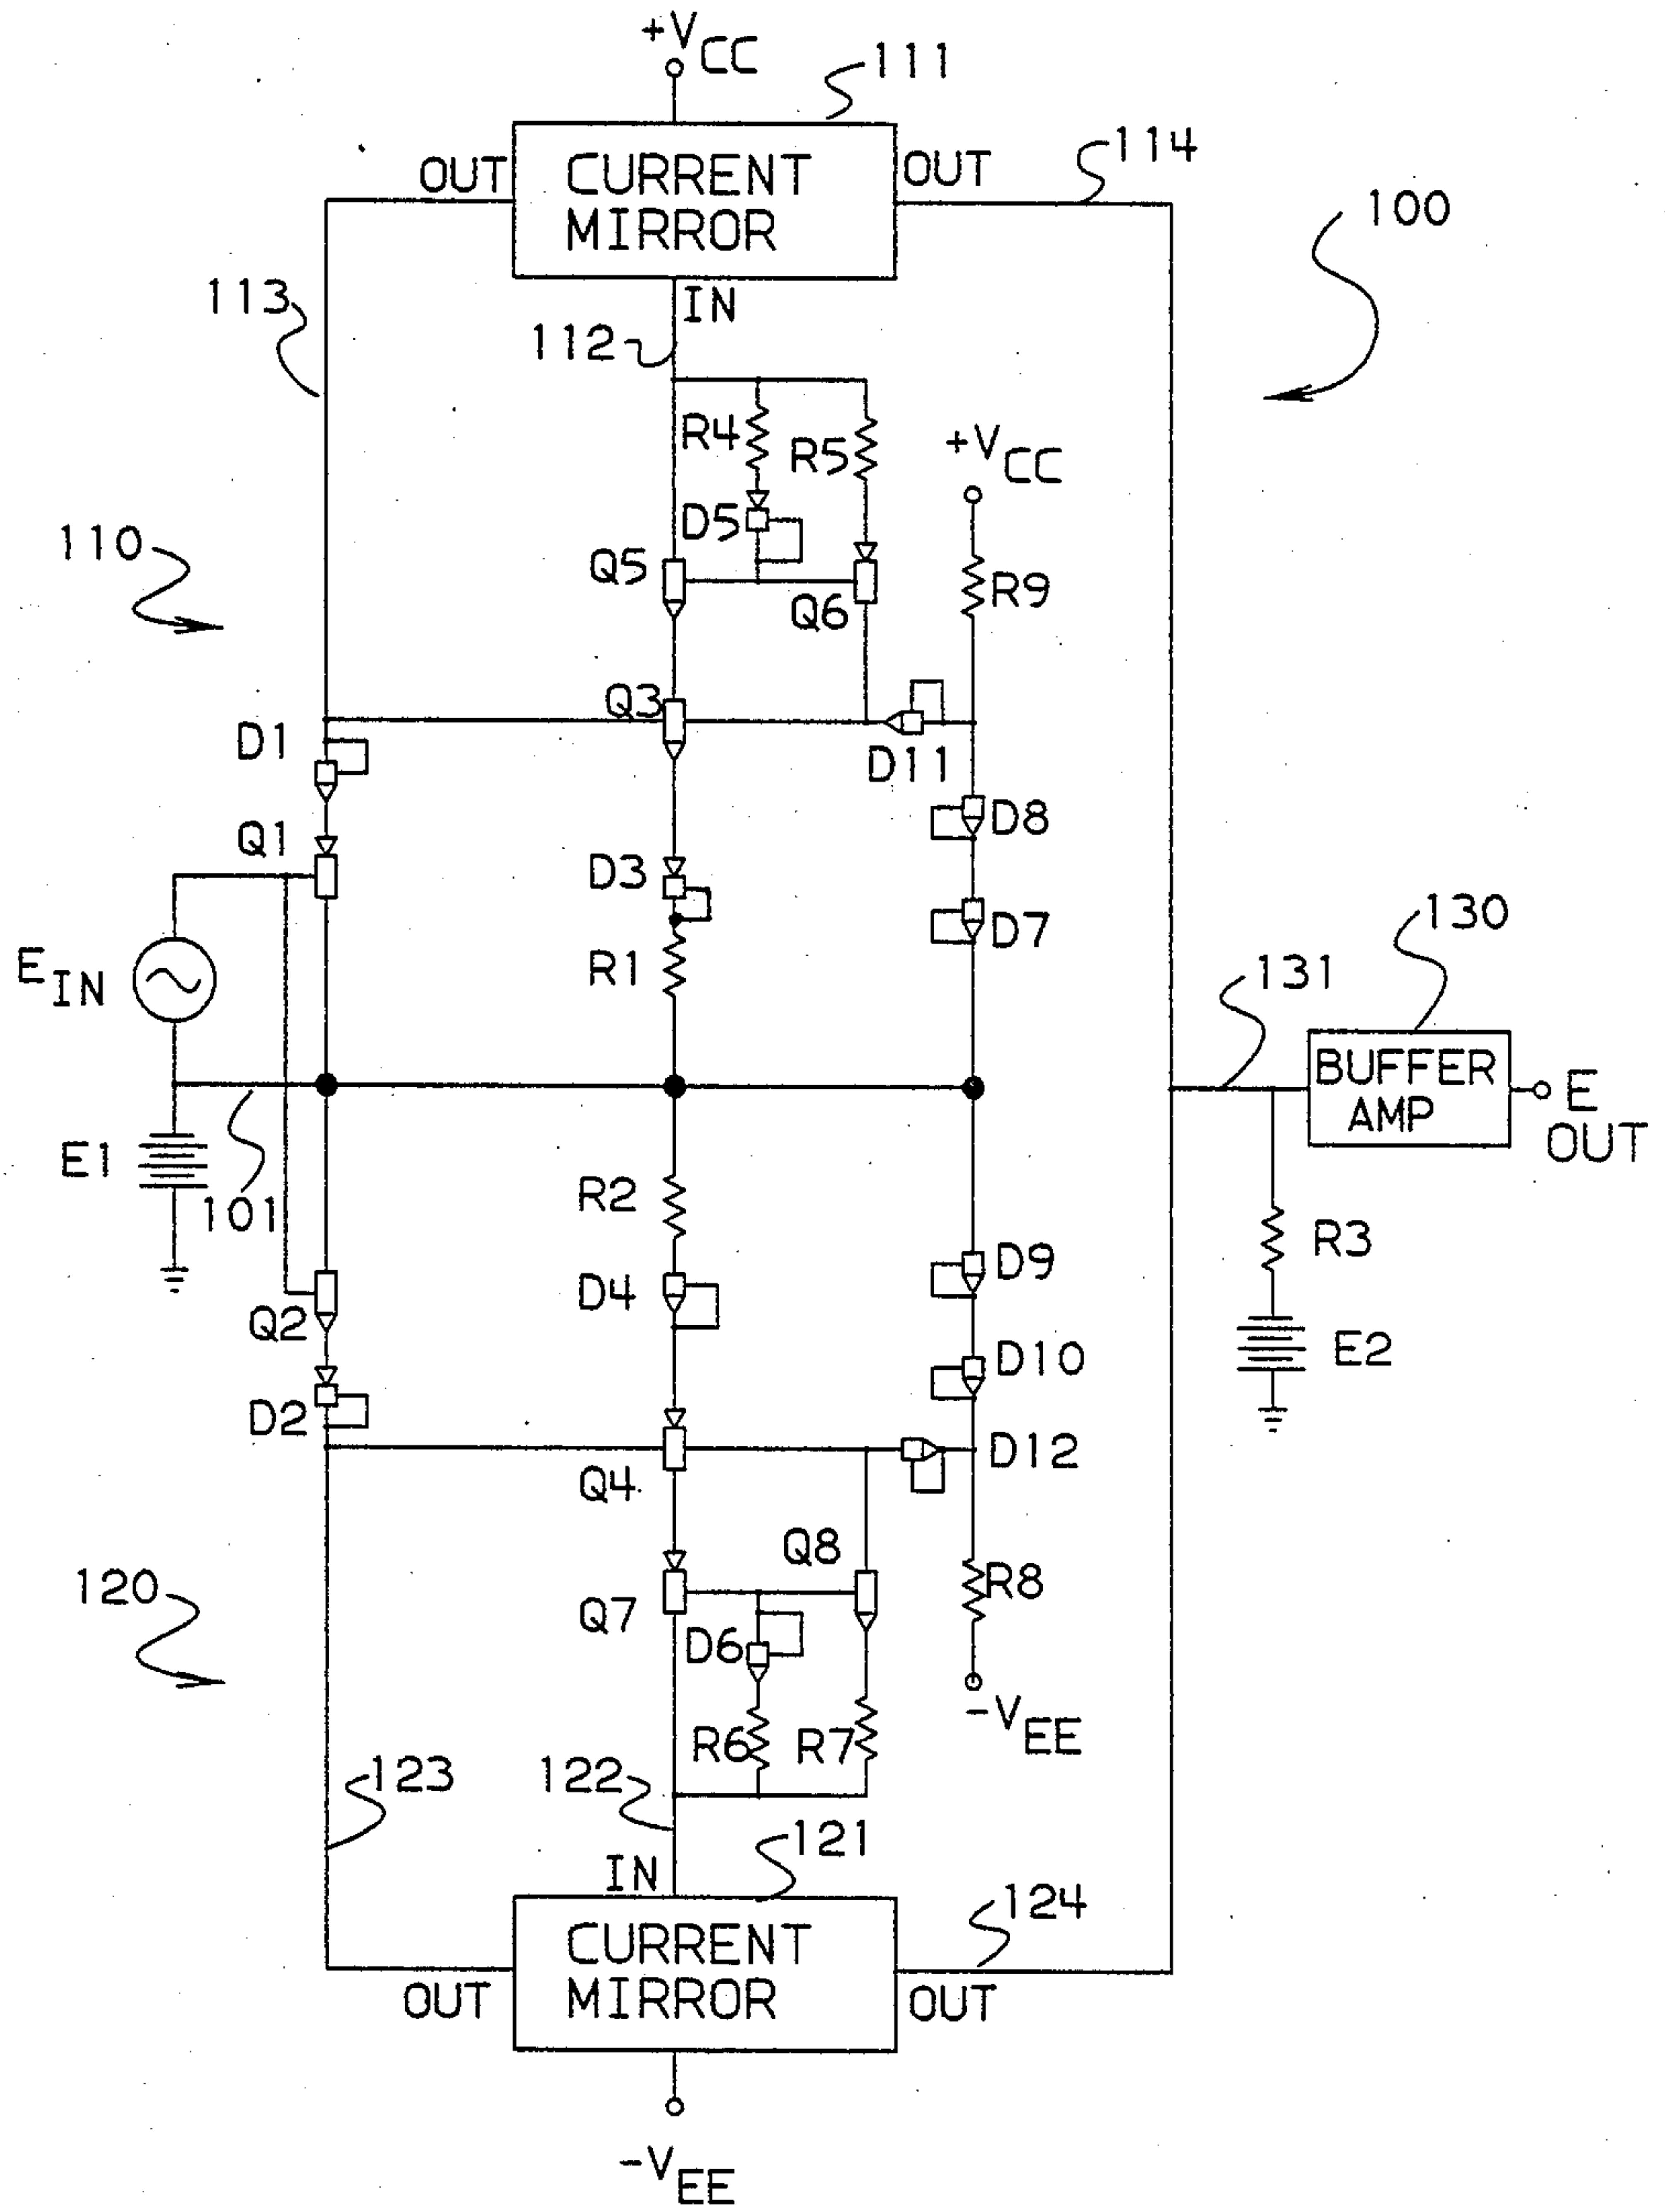 +VCC
111
OUT
CURRENT
MIRROR
OUT
114
100
113
IN
112
R4
R5
+VCC
110
D5
Q5
Q6
R9
Q3
D1
D11
Q1
D8
D3
D7
130
EIN
R1
131
BUFFER
AMP
E
OUT
E1
101
R2
R3
D9
D4
Q2
E2
D10
D2
D12
Q4
Q8
120
Q7
R8
D6
-VEE
R6
R7
123
122
121
IN
124
CURRENT
MIRROR
OUT
OUT
-VEE